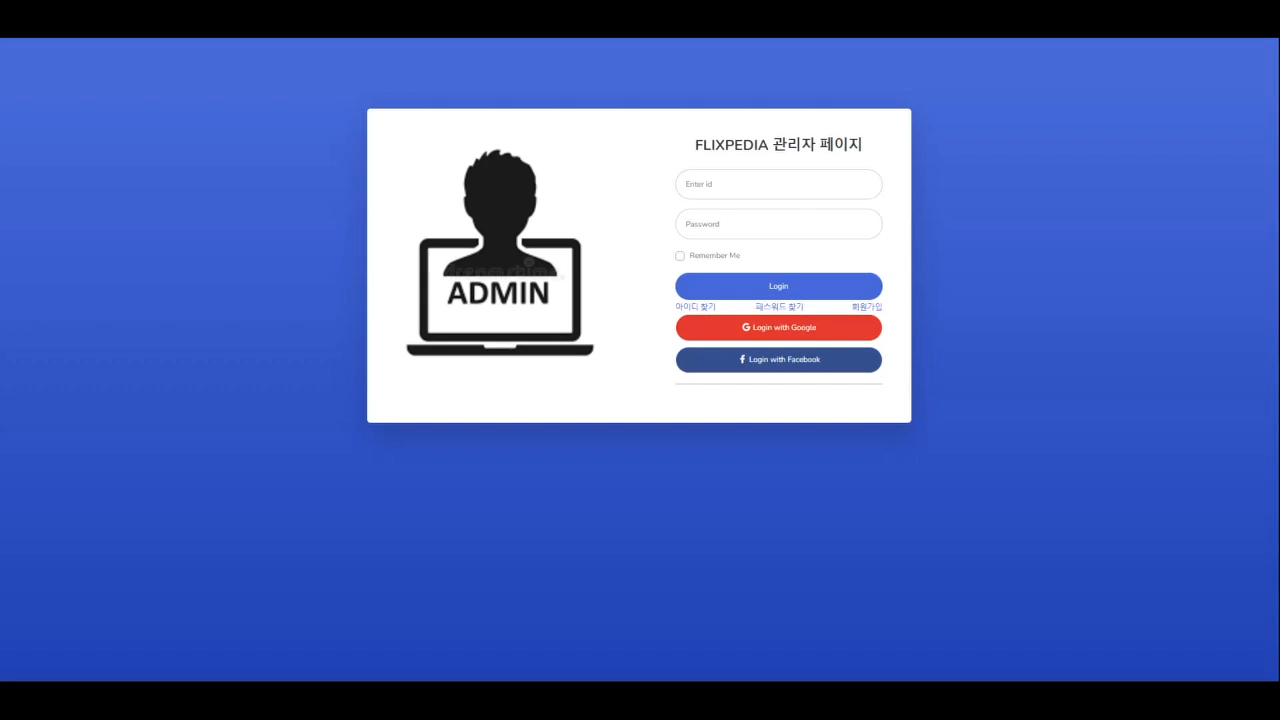 FLIXPEDIA 관리자 페이지
Enter id
Password
Remember Me
Login
아이디 찾기 패스워드 찾기 회원가입
Login with Google
Login with Facebook
ADMIN